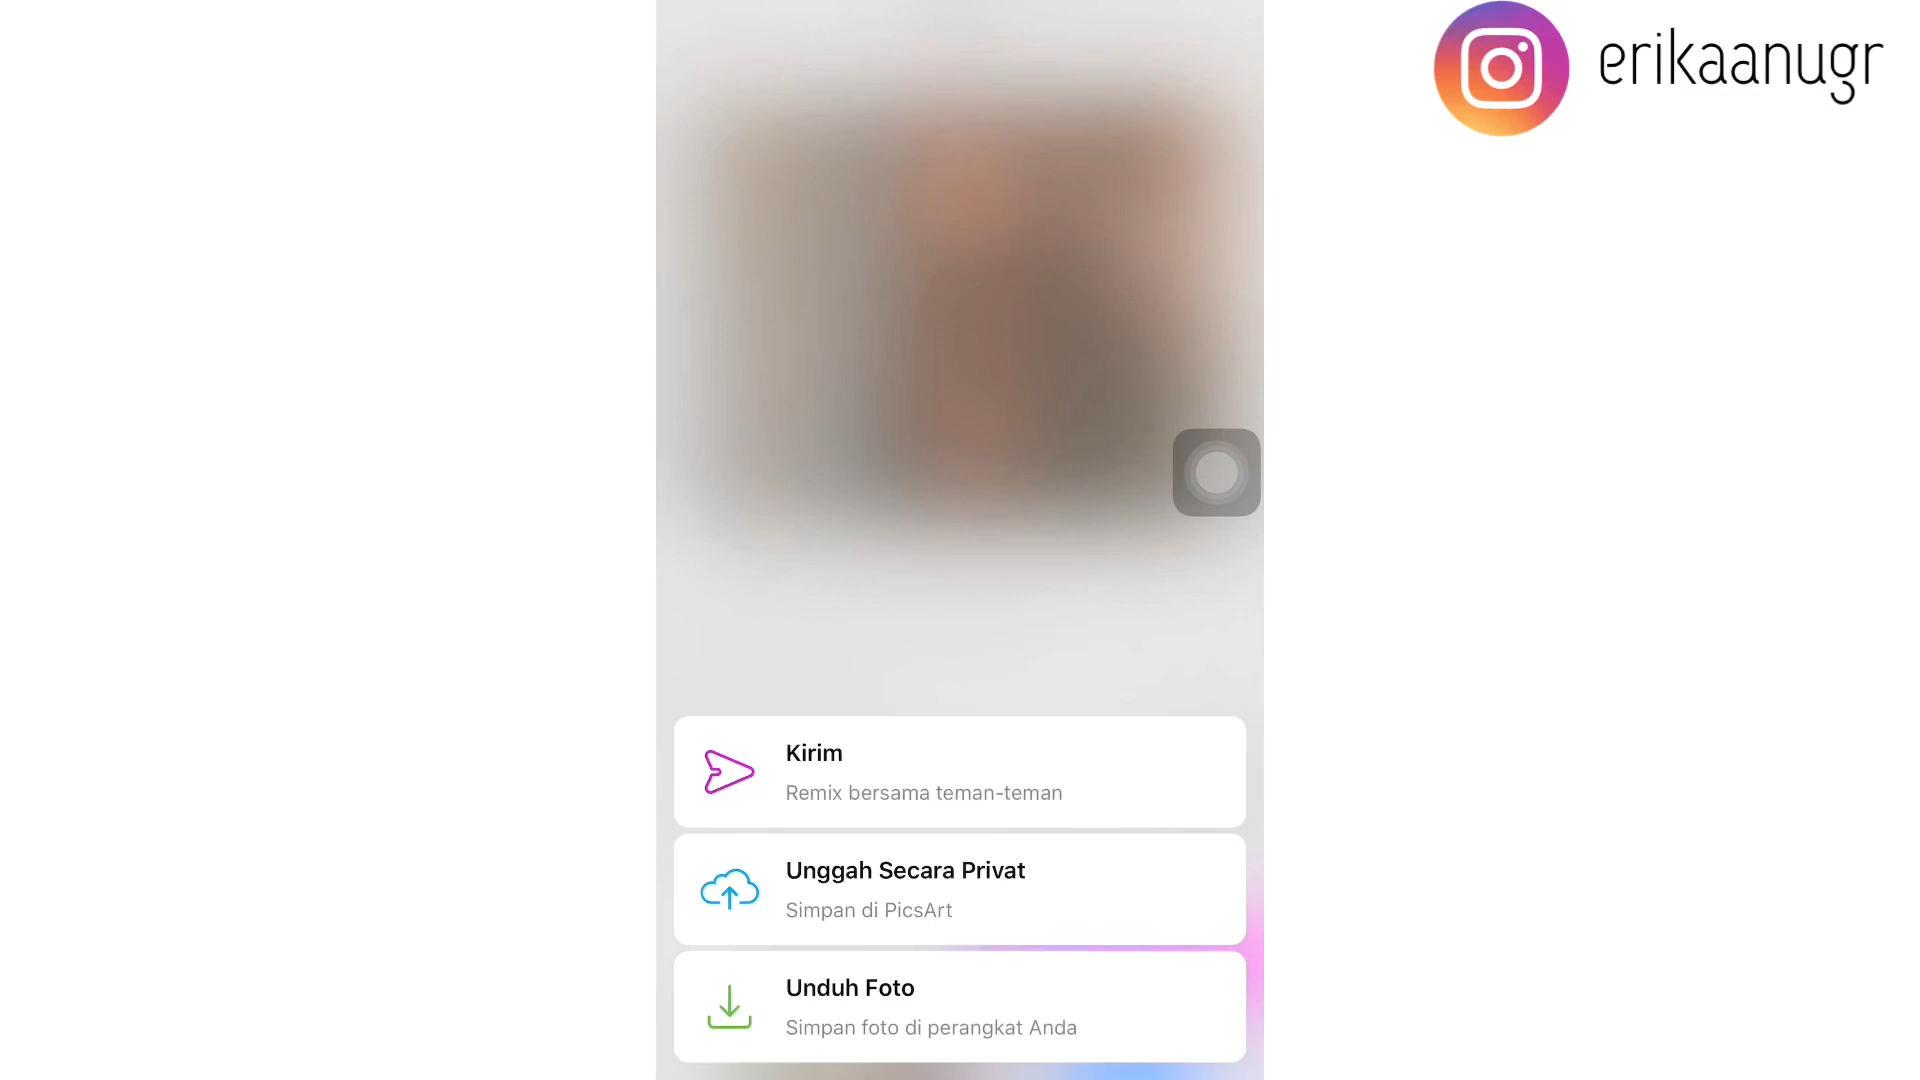 erikaanugr
Kirim
Remix bersama teman-teman
Unggah Secara Privat
Simpan di PicsArt
Unduh Foto
Simpan foto di perangkat Anda